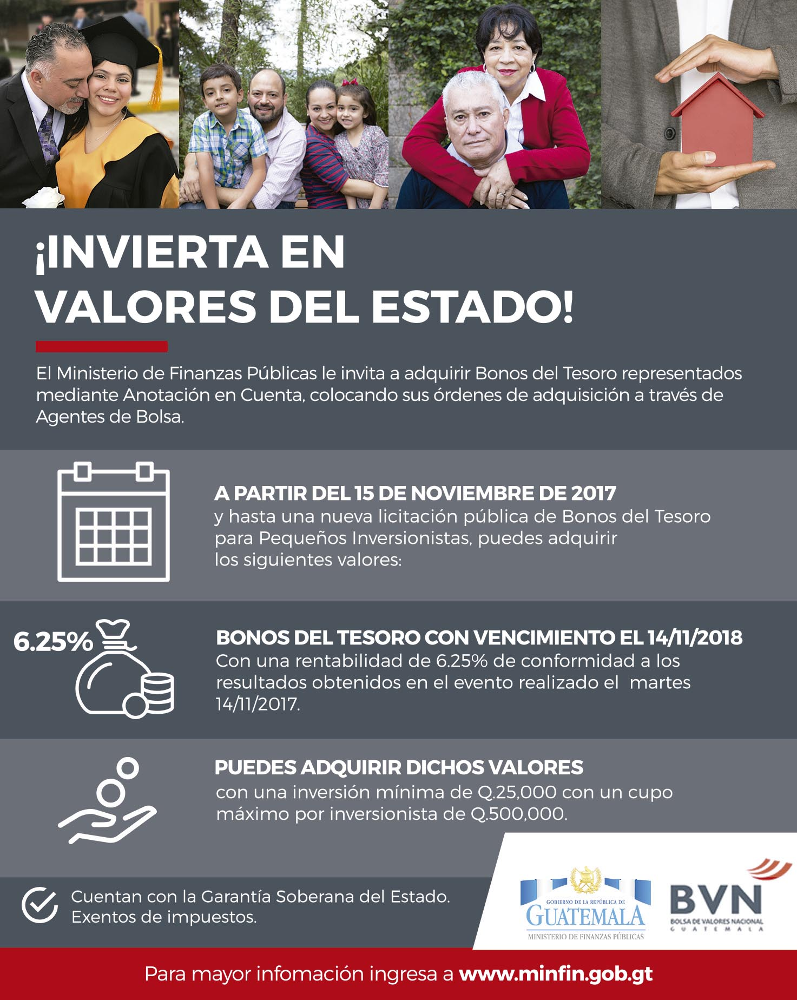 ¡INVIERTA EN
VALORES DEL ESTADO!
El Ministerio de Finanzas Públicas le invita a adquirir Bonos del Tesoro representados
mediante Anotación en Cuenta, colocando sus órdenes de adquisición a través de
Agentes de Bolsa.
A PARTIR DEL 15 DE NOVIEMBRE DE 2017
y hasta una nueva licitación pública de Bonos del Tesoro
para Pequeños Inversionistas, puedes adquirir
los siguientes valores:
6.25%
BONOS DEL TESORO CON VENCIMIENTO EL 14/11/2018
Con una rentabilidad de 6.25% de conformidad a los
resultados obtenidos en el evento realizado el martes
14/11/2017.
PUEDES ADQUIRIR DICHOS VALORES
con una inversión mínima de Q.25,000 con un cupo
máximo por inversionista de Q.500,000.
Cuentan con la Garantía Soberana del Estado.
Exentos de impuestos.
GOBIERNO DE LA REPÚBLICA DE
GUATEMALA
MINISTERIO DE FINANZAS PÚBLICAS
BVN
BOLSA DE VALORES NACIONAL
GUATEMALA
Para mayor infomación ingresa a www.minfin.gob.gt